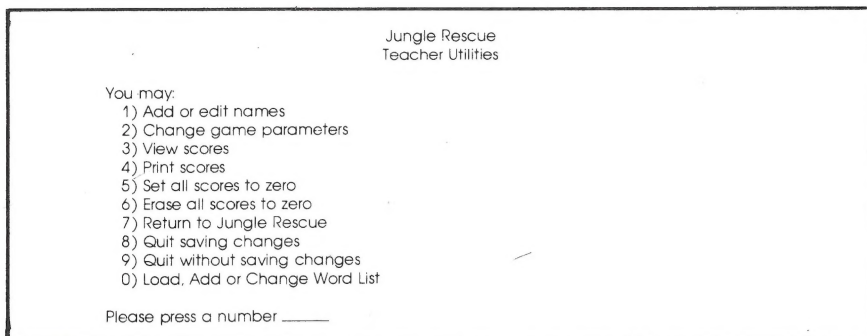 Jungle Rescue
Teacher Utilities
You may:
1) Add or edit names
2) Change game parameters
3) View scores
4) Print scores
5) Set all scores to zero
6) Erase all scores to zero
7) Return to Jungle Rescue
8) Quit saving changes
9) Quit without saving changes
0) Load, Add or Change Word List
Please press a number ______